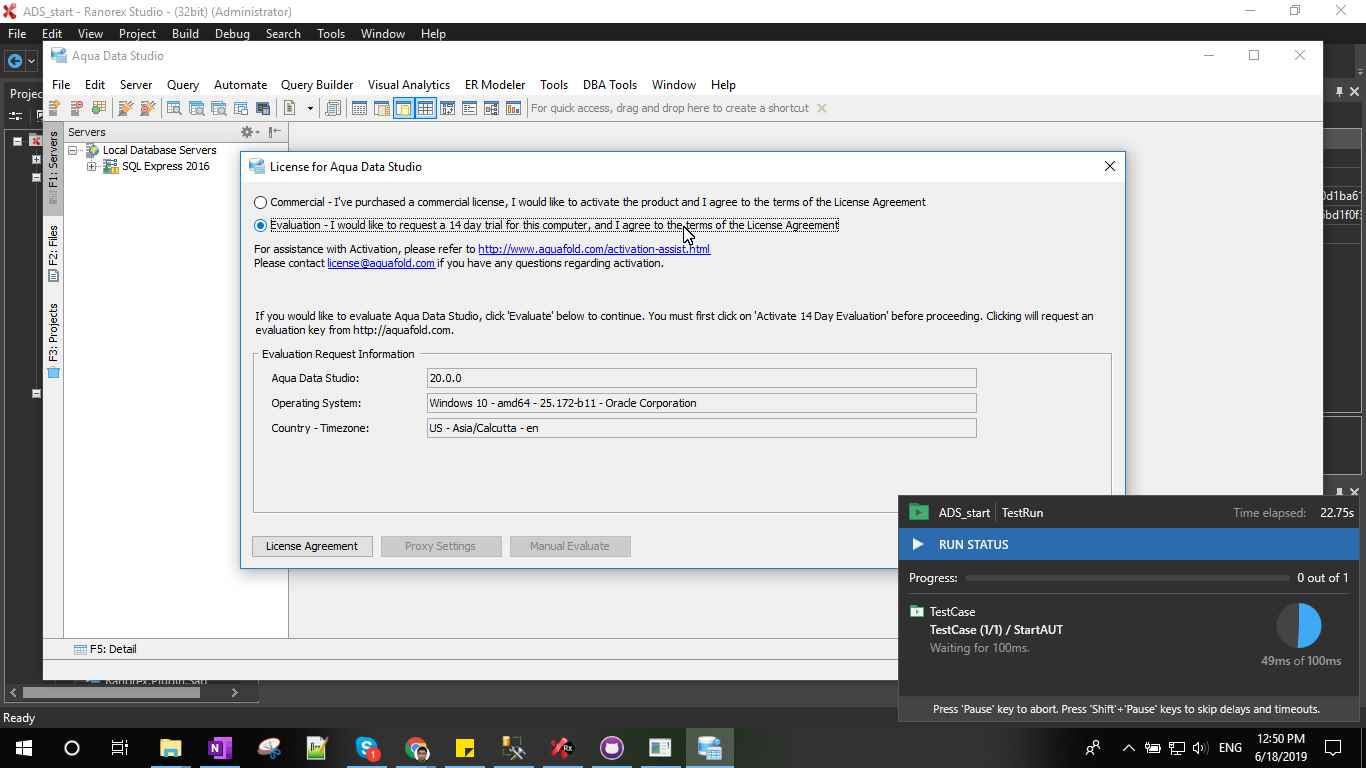 ADS_start - Ranorex Studio - (32bit) (Administrator)
File Edit View Project Build Debug Search Tools Window Help
Aqua Data Studio
File Edit Server Query Automate Query Builder Visual Analytics ER Modeler Tools DBA Tools Window Help
For quick access, drag and drop here to create a shortcut
Projec
F1: Servers
F2: Files
F3: Projects
Servers
Local Database Servers
SQL Express 2016
License for Aqua Data Studio
Commercial - I've purchased a commercial license, I would like to activate the product and I agree to the terms of the License Agreement
Evaluation - I would like to request a 14 day trial for this computer, and I agree to the terms of the License Agreement
For assistance with Activation, please refer to http://www.aquafold.com/activation-assist.html
Please contact license@aquafold.com if you have any questions regarding activation.
If you would like to evaluate Aqua Data Studio, click 'Evaluate' below to continue. You must first click on 'Activate 14 Day Evaluation' before proceeding. Clicking will request an
evaluation key from http://aquafold.com.
Evaluation Request Information
Aqua Data Studio: 20.0.0
Operating System: Windows 10 - amd64 - 25.172-b11 - Oracle Corporation
Country - Timezone: US - Asia/Calcutta - en
License Agreement Proxy Settings Manual Evaluate
0d1ba61
bd1f0f3
ADS_start TestRun Time elapsed: 22.75s
RUN STATUS
Progress: 0 out of 1
TestCase
TestCase (1/1) / StartAUT
Waiting for 100ms.
49ms of 100ms
Press 'Pause' key to abort. Press 'Shift'+'Pause' keys to skip delays and timeouts.
F5: Detail
Ranorex.Plugin.Sap
Ready
ENG
12:50 PM
6/18/2019